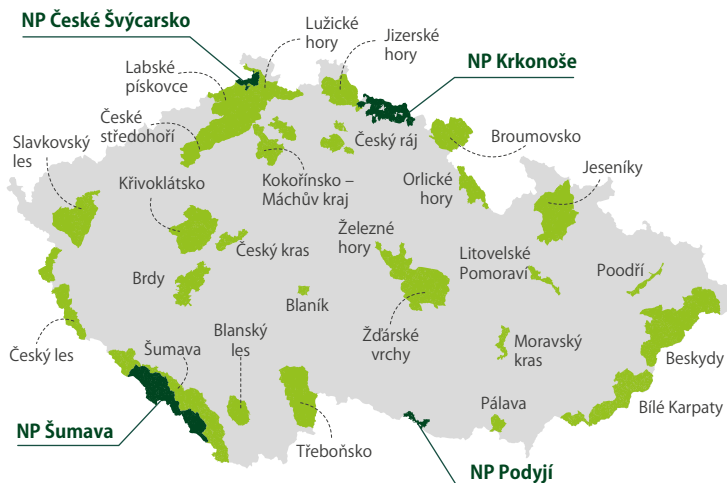 NP České Švýcarsko
Lužické
hory
Jizerské
hory
NP Krkonoše
Labské
pískovce
České
středohoří
Slavkovský
les
Český ráj
Broumovsko
Křivoklátsko
Kokořínsko –
Máchův kraj
Orlické
hory
Jeseníky
Český kras
Železné
hory
Litovelské
Pomoraví
Poodří
Brdy
Blaník
Žďárské
vrchy
Moravský
kras
Beskydy
Český les
Šumava
Blanský
les
Bílé Karpaty
Pálava
NP Šumava
Třeboňsko
NP Podyjí